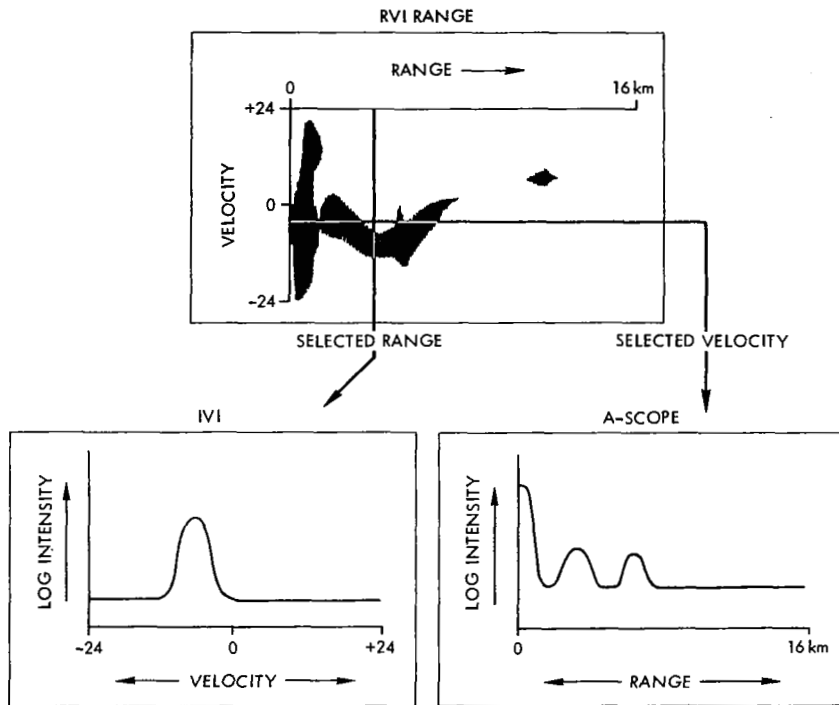 RVI RANGE
RANGE
0
16 km
+24
VELOCITY
0
-24
SELECTED RANGE
SELECTED VELOCITY
IVI
LOG INTENSITY
-24
0
+24
VELOCITY
A-SCOPE
LOG INTENSITY
0
16 km
RANGE